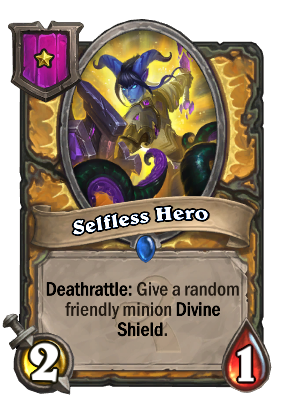 Selfless Hero
Deathrattle: Give a random
friendly minion Divine
Shield.
2
1